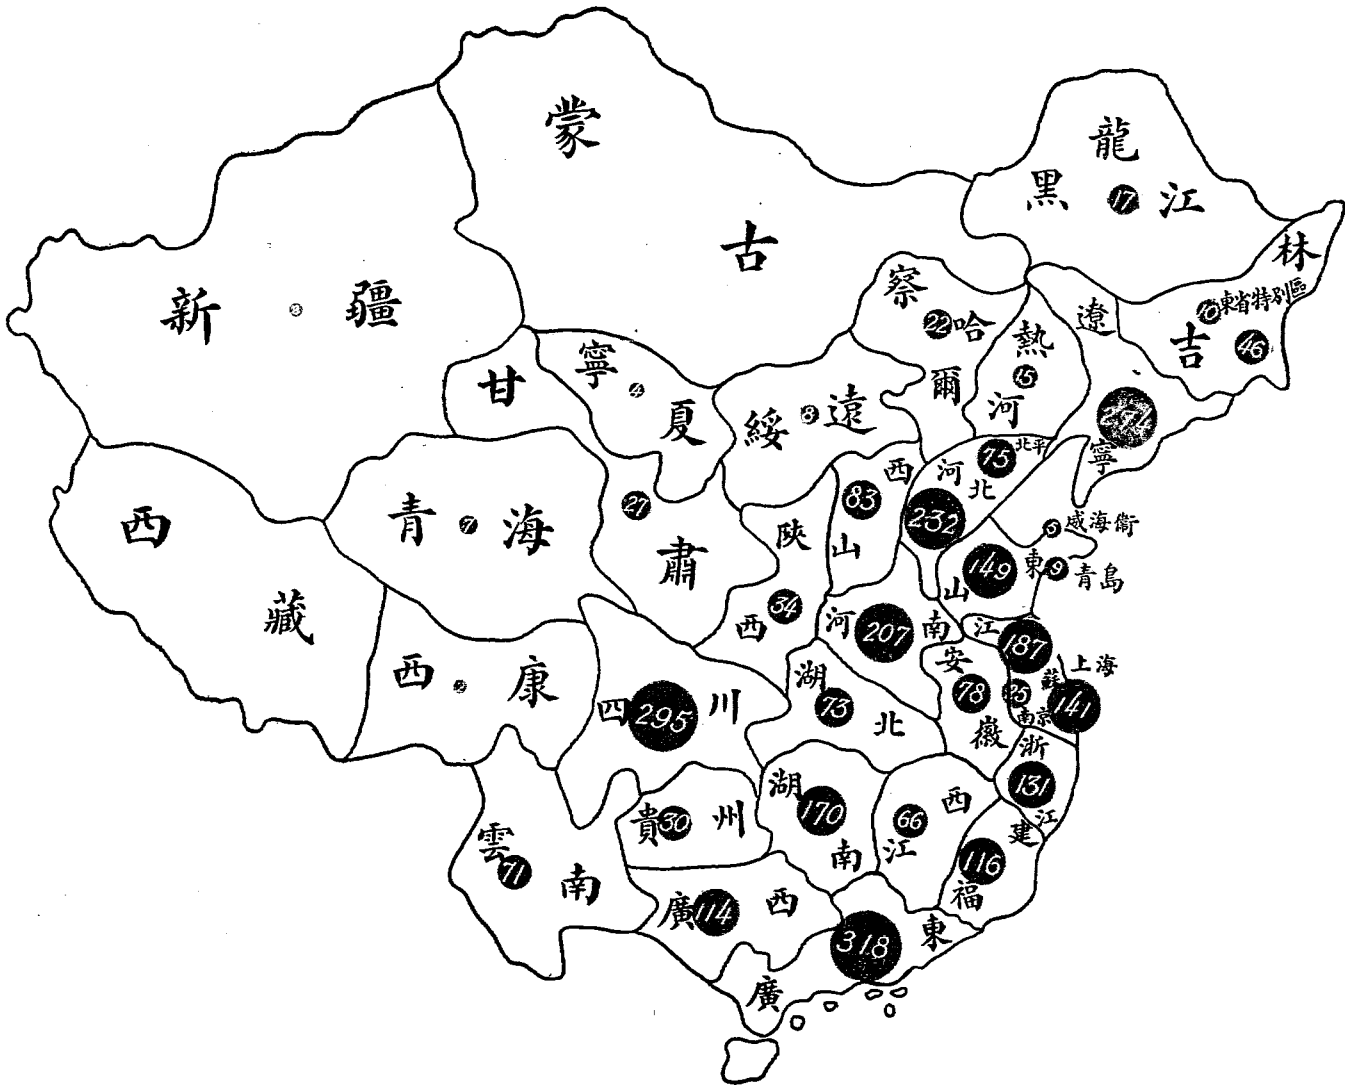 蒙古
黑龍江
17
新疆
林吉
東省特別區
10
46
察哈爾
22
熱河
15
遼寧
甘肅
27
寧夏
4
綏遠
8
北平
75
河北
232
山西
83
青海
7
陝西
34
威海衞
5
山東
149
青島
9
西藏
河南
207
江蘇
187
安徽
78
上海
141
南京
25
西康
四川
295
湖北
73
浙江
131
湖南
170
江西
66
貴州
30
福建
116
雲南
71
廣西
114
廣東
318